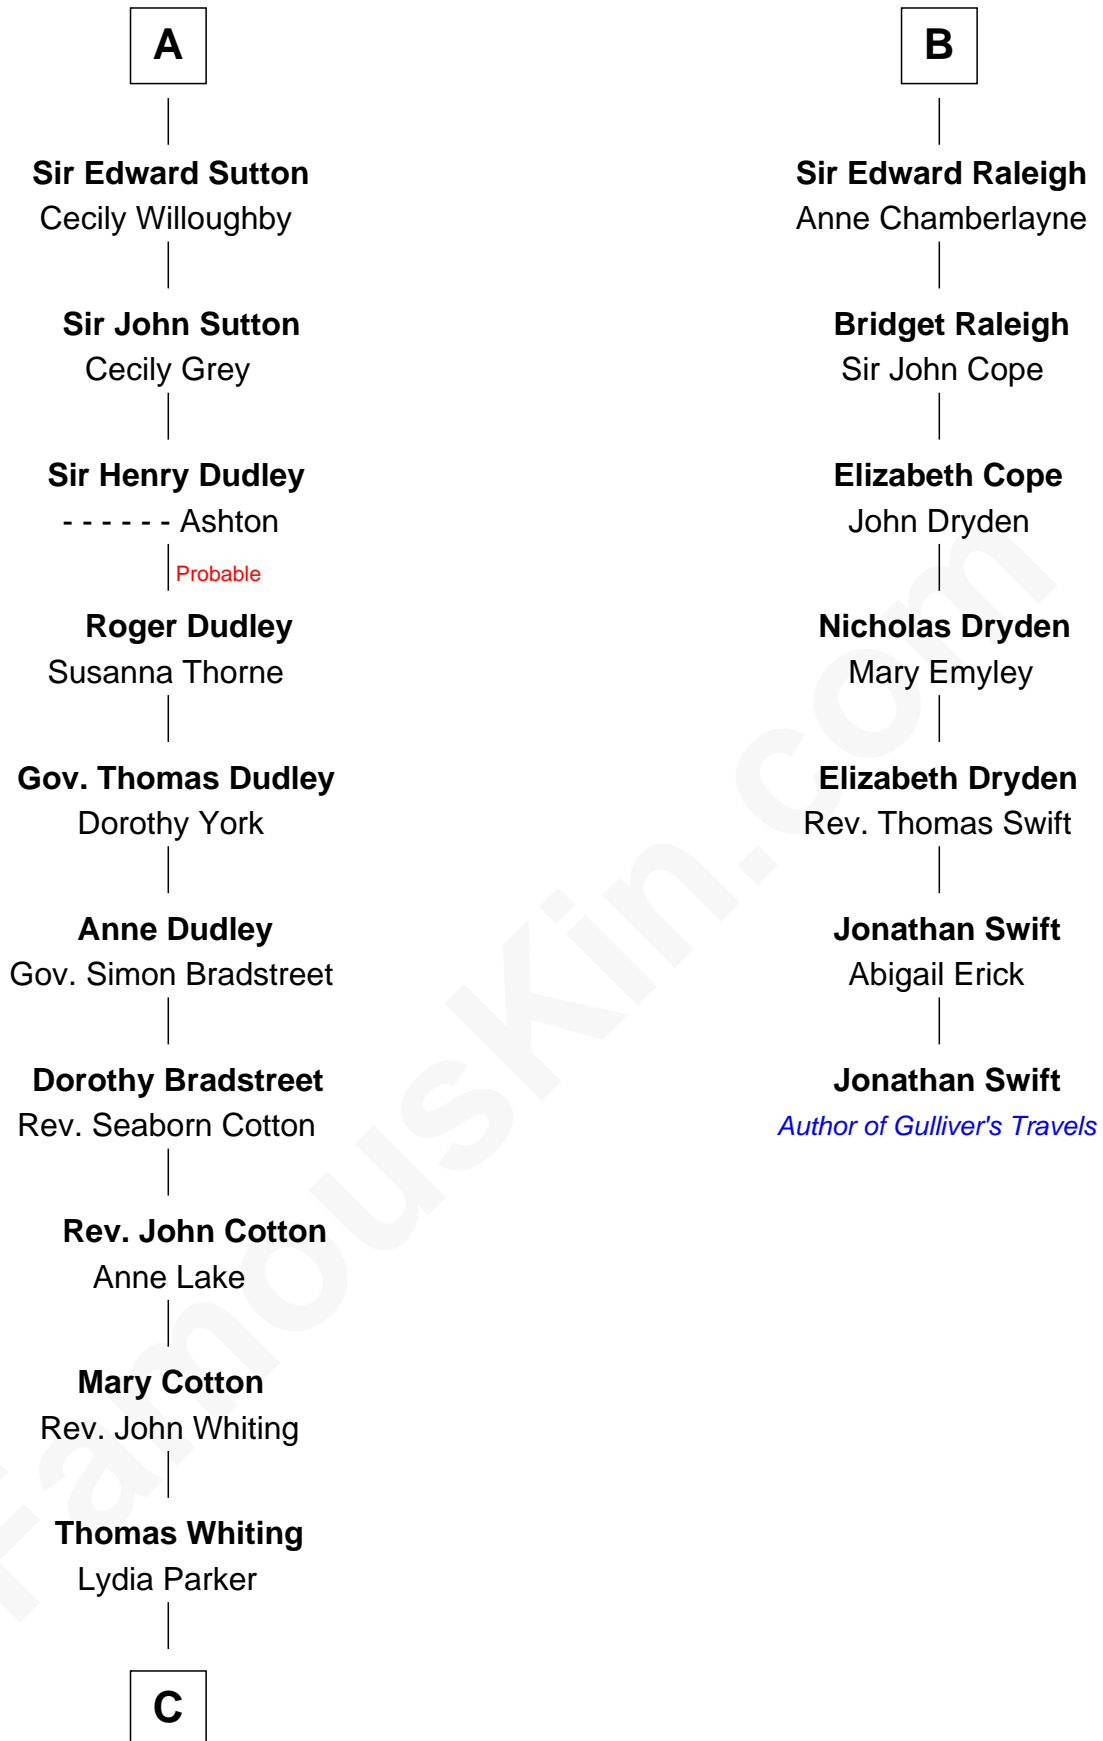 A
Sir Edward Sutton
Cecily Willoughby
Sir John Sutton
Cecily Grey
Sir Henry Dudley
- - - - - - Ashton
Probable
Roger Dudley
Susanna Thorne
Gov. Thomas Dudley
Dorothy York
Anne Dudley
Gov. Simon Bradstreet
Dorothy Bradstreet
Rev. Seaborn Cotton
Rev. John Cotton
Anne Lake
Mary Cotton
Rev. John Whiting
Thomas Whiting
Lydia Parker
C
B
Sir Edward Raleigh
Anne Chamberlayne
Bridget Raleigh
Sir John Cope
Elizabeth Cope
John Dryden
Nicholas Dryden
Mary Emyley
Elizabeth Dryden
Rev. Thomas Swift
Jonathan Swift
Abigail Erick
Jonathan Swift
Author of Gulliver's Travels
FamousKin.com